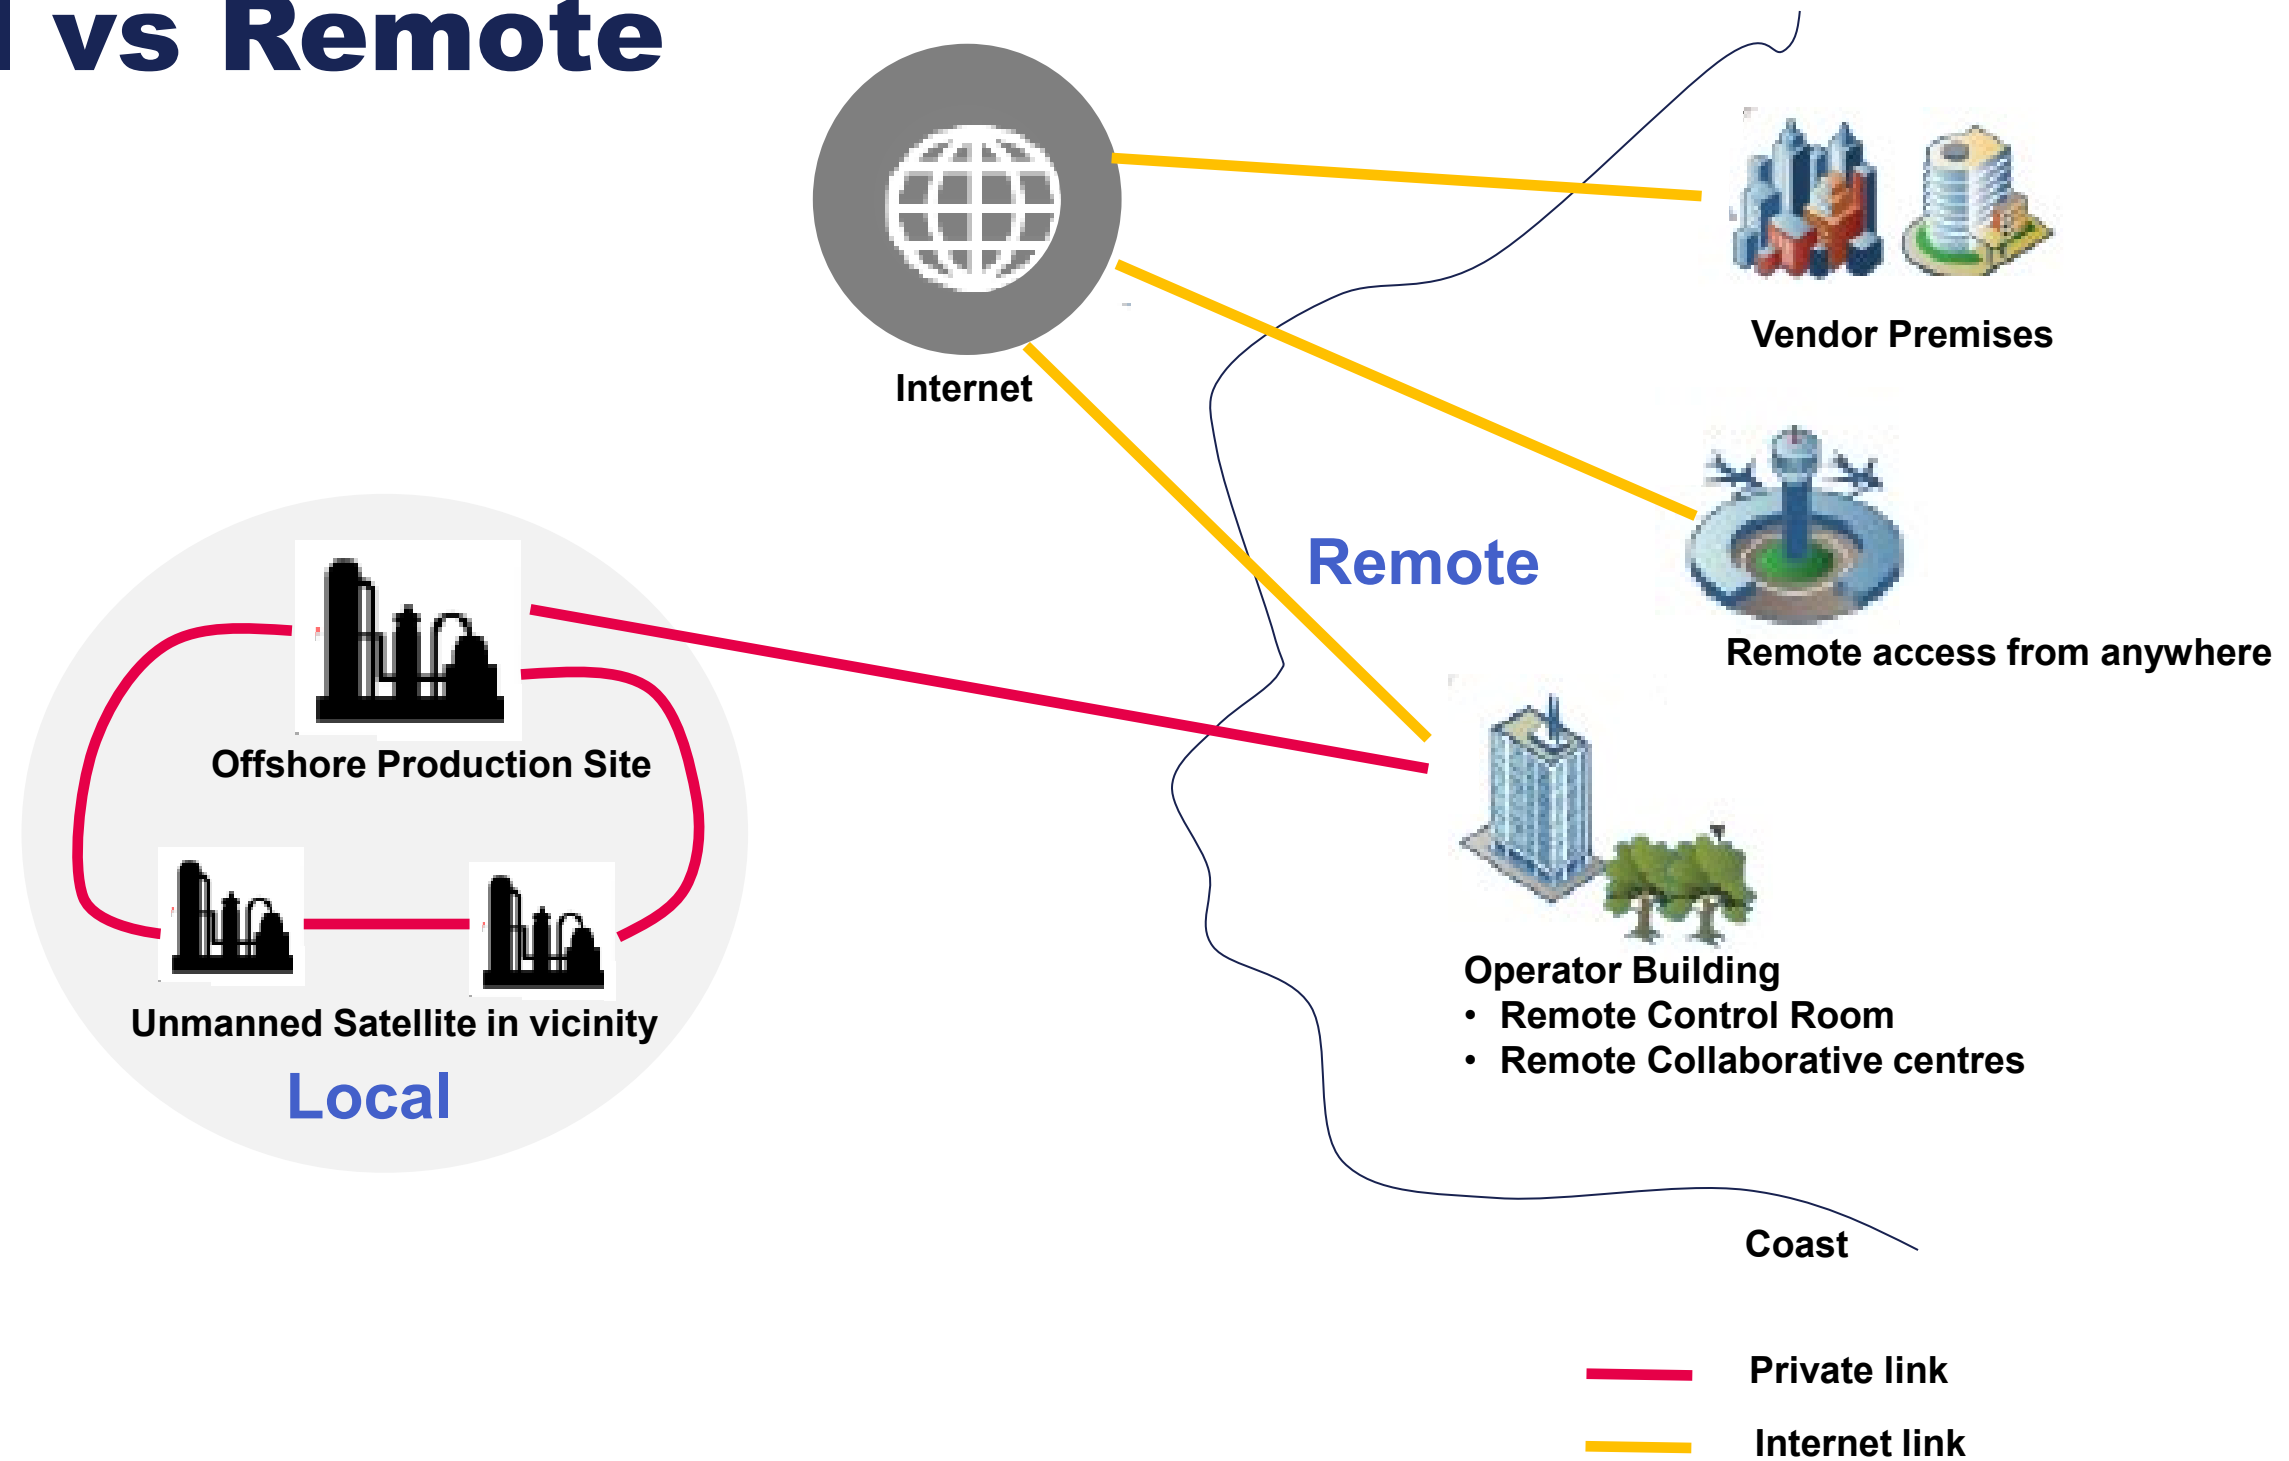 vs Remote
Internet
Vendor Premises
Remote
Remote access from anywhere
Offshore Production Site
Unmanned Satellite in vicinity
Local
Operator Building
• Remote Control Room
• Remote Collaborative centres
Coast
Private link
Internet link